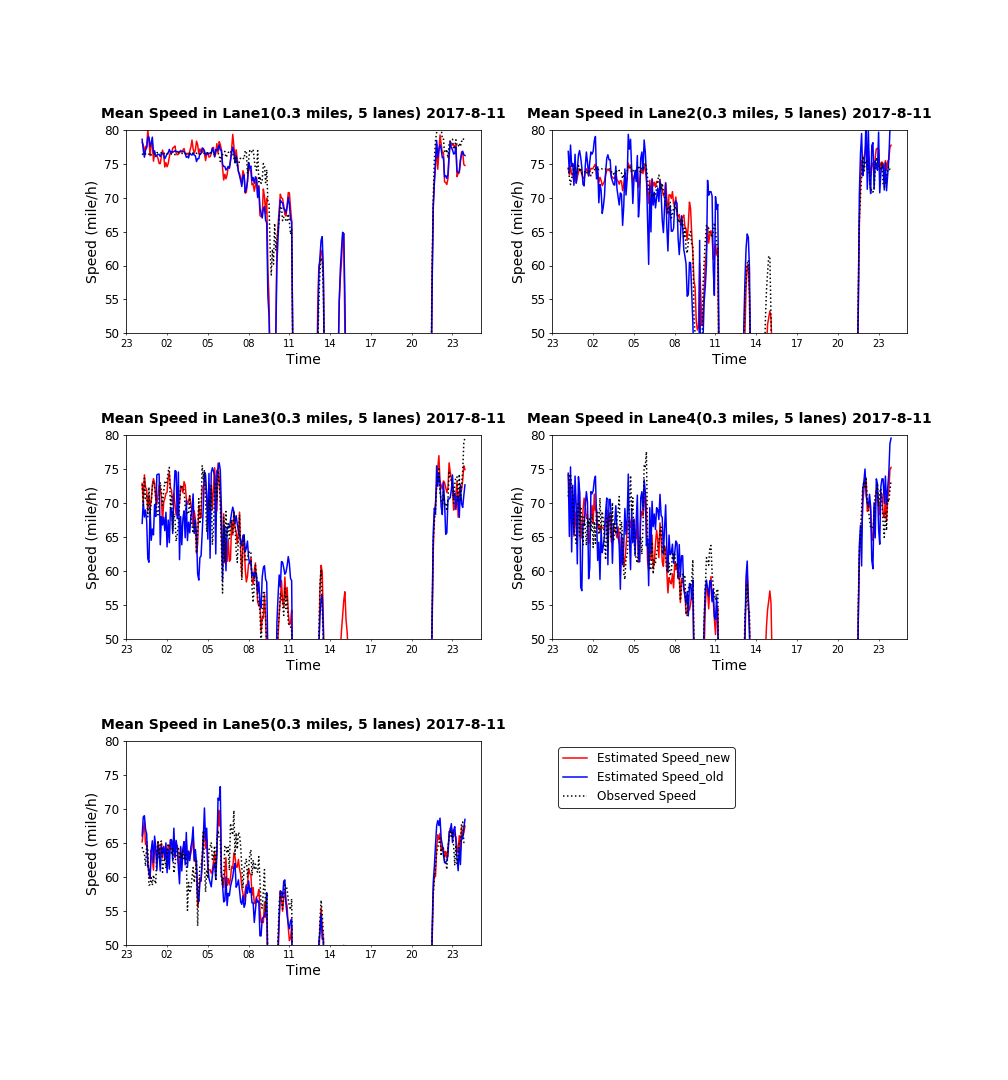 Mean Speed in Lane1(0.3 miles, 5 lanes) 2017-8-11
80
75
70
65
60
55
50
Speed (mile/h)
23 02 05 08 11 14 17 20 23
Time
Mean Speed in Lane2(0.3 miles, 5 lanes) 2017-8-11
80
75
70
65
60
55
50
Speed (mile/h)
23 02 05 08 11 14 17 20 23
Time
Mean Speed in Lane3(0.3 miles, 5 lanes) 2017-8-11
80
75
70
65
60
55
50
Speed (mile/h)
23 02 05 08 11 14 17 20 23
Time
Mean Speed in Lane4(0.3 miles, 5 lanes) 2017-8-11
80
75
70
65
60
55
50
Speed (mile/h)
23 02 05 08 11 14 17 20 23
Time
Mean Speed in Lane5(0.3 miles, 5 lanes) 2017-8-11
80
75
70
65
60
55
50
Speed (mile/h)
23 02 05 08 11 14 17 20 23
Time
Estimated Speed_new
Estimated Speed_old
Observed Speed